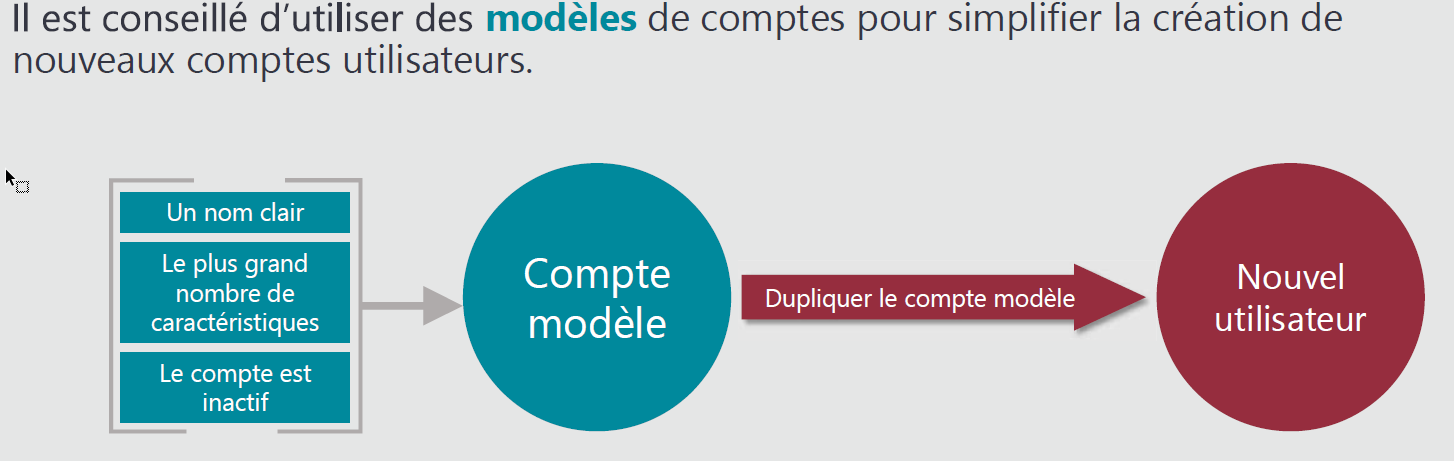 Il est conseillé d’utiliser des modèles de comptes pour simplifier la création de
nouveaux comptes utilisateurs.
Un nom clair
Le plus grand
nombre de
caractéristiques
Le compte est
inactif
Compte
modèle
Dupliquer le compte modèle
Nouvel
utilisateur